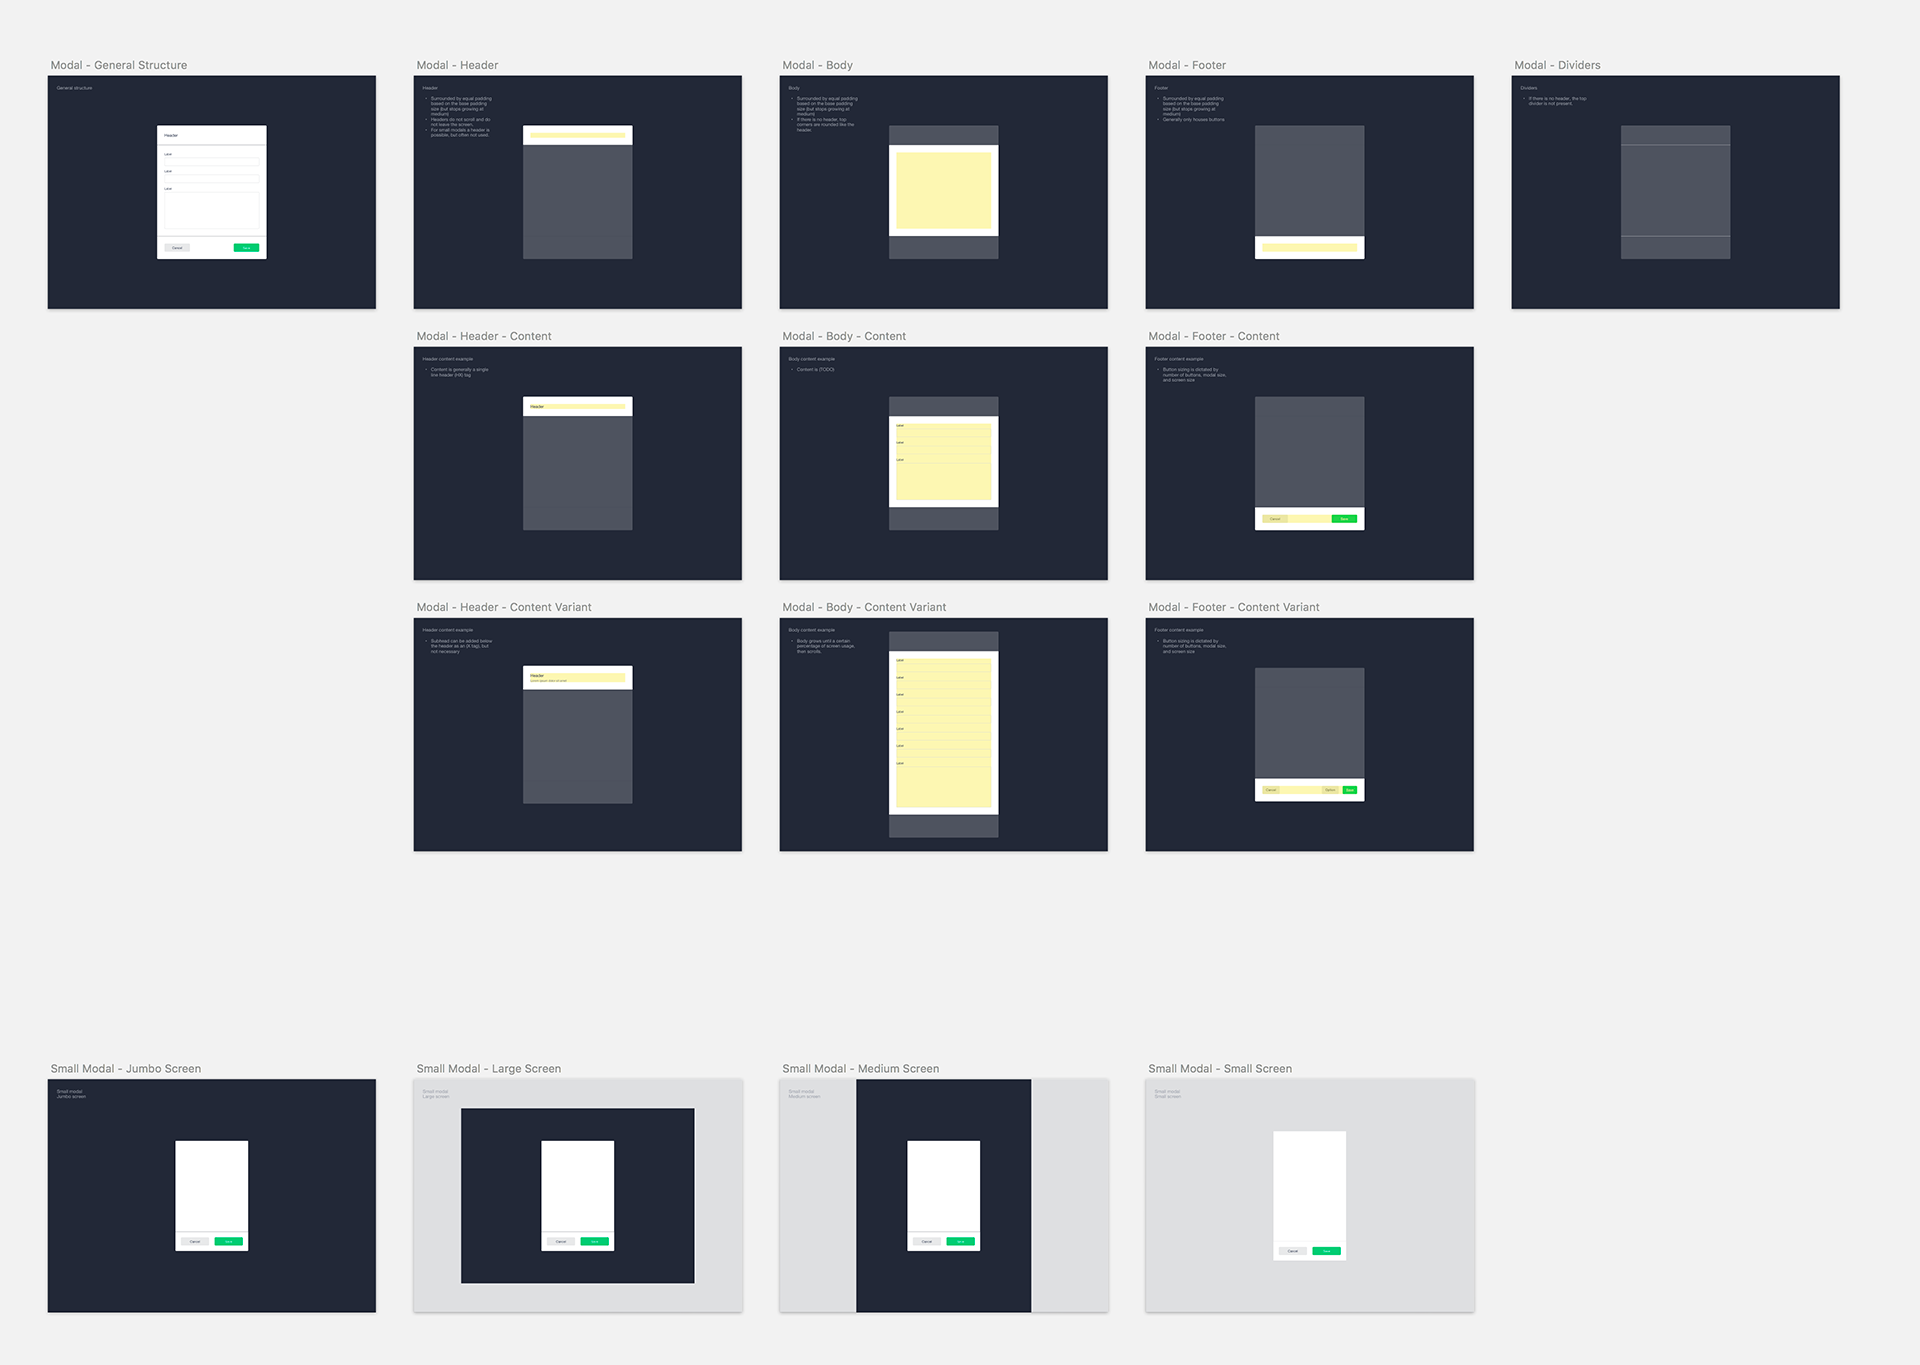 Modal - General Structure
General structure
Header
Label
Label
Label
Cancel
Save
Modal - Header
Header
• Surrounded by equal padding
based on the base padding
size (but stops growing at
medium)
• Headers do not scroll and do
not leave the screen.
• For small modals a header is
possible, but often not used.
Modal - Body
Body
• Surrounded by equal padding
based on the base padding
size (but stops growing at
medium)
• If there is no header, top
corners are rounded like the
header.
Modal - Footer
Footer
• Surrounded by equal padding
based on the base padding
size (but stops growing at
medium)
• Generally only houses buttons
Modal - Dividers
Dividers
• If there is no header, the top
divider is not present.
Modal - Header - Content
Header content example
• Content is generally a single
line header (HX) tag
Header
Modal - Body - Content
Body content example
• Content is (TODO)
Label
Label
Label
Modal - Footer - Content
Footer content example
• Button sizing is dictated by
number of buttons, modal size,
and screen size
Cancel
Save
Modal - Header - Content Variant
Header content example
• Subhead can be added below
the header as an (X tag), but
not necessary
Header
Modal - Body - Content Variant
Body content example
• Body grows until a certain
percentage of screen usage,
then scrolls.
Label
Label
Label
Label
Label
Label
Label
Modal - Footer - Content Variant
Footer content example
• Button sizing is dictated by
number of buttons, modal size,
and screen size
Cancel
Option
Save
Small Modal - Jumbo Screen
Small modal
Jumbo screen
Cancel
Save
Small Modal - Large Screen
Small modal
Large screen
Cancel
Save
Small Modal - Medium Screen
Small modal
Medium screen
Cancel
Save
Small Modal - Small Screen
Small modal
Small screen
Cancel
Save